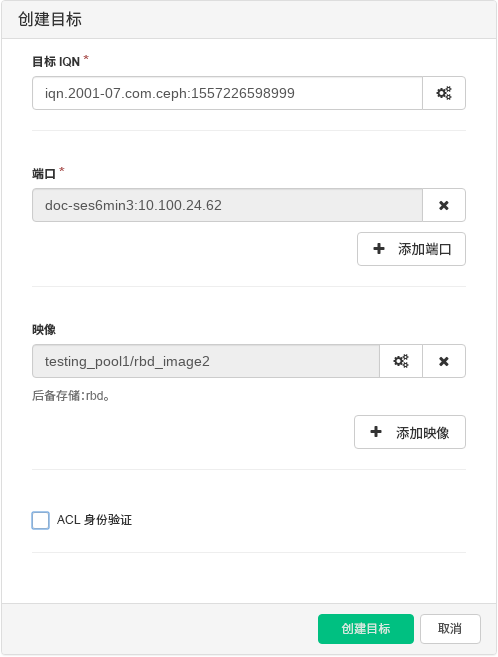 创建目标
目标 IQN *
iqn.2001-07.com.ceph:1557226598999
端口 *
doc-ses6min3:10.100.24.62
添加端口
映像
testing_pool1/rbd_image2
后备存储：rbd。
添加映像
ACL 身份验证
创建目标 取消